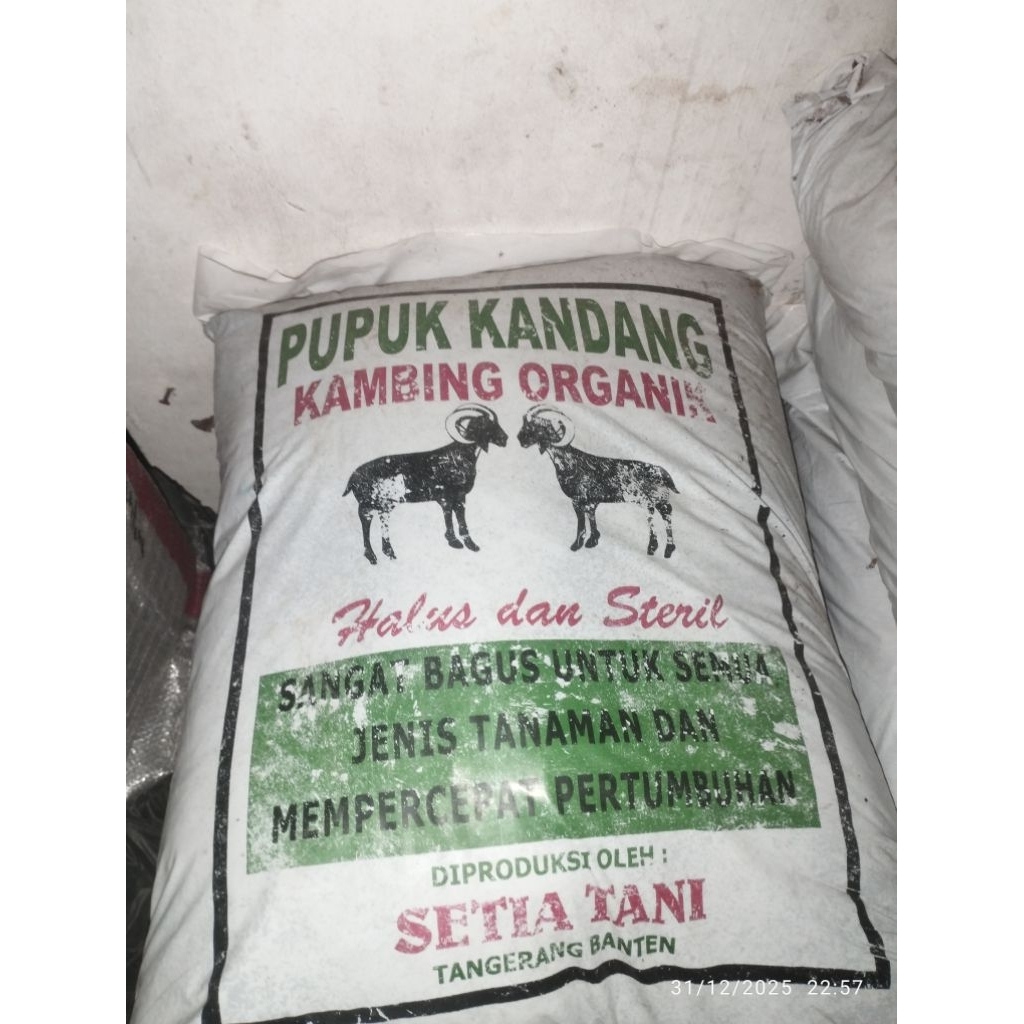 PUPUK KANDANG
KAMBING ORGANIK
Halus dan Steril
SANGAT BAGUS UNTUK SEMUA
JENIS TANAMAN DAN
MEMPERCEPAT PERTUMBUHAN
DIPRODUKSI OLEH :
SETIA TANI
TANGERANG BANTEN
31/12/2025 22:57